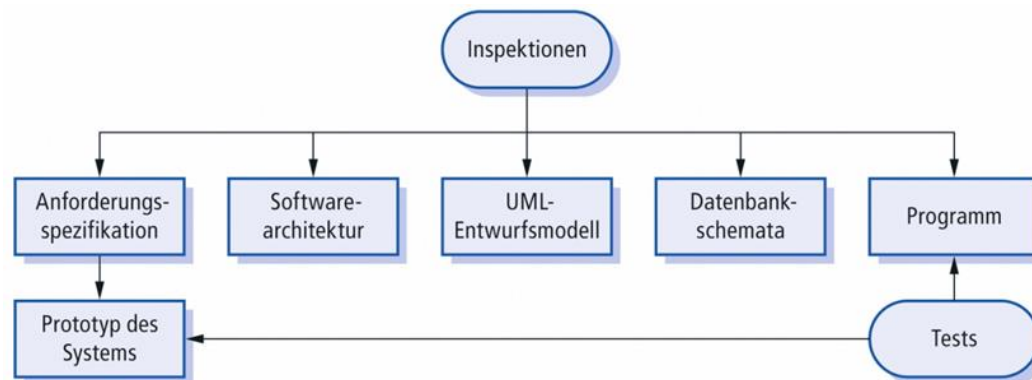 Inspektionen
Anforderungs-
spezifikation
Software-
architektur
UML-
Entwurfsmodell
Datenbank-
schemata
Programm
Prototyp des
Systems
Tests